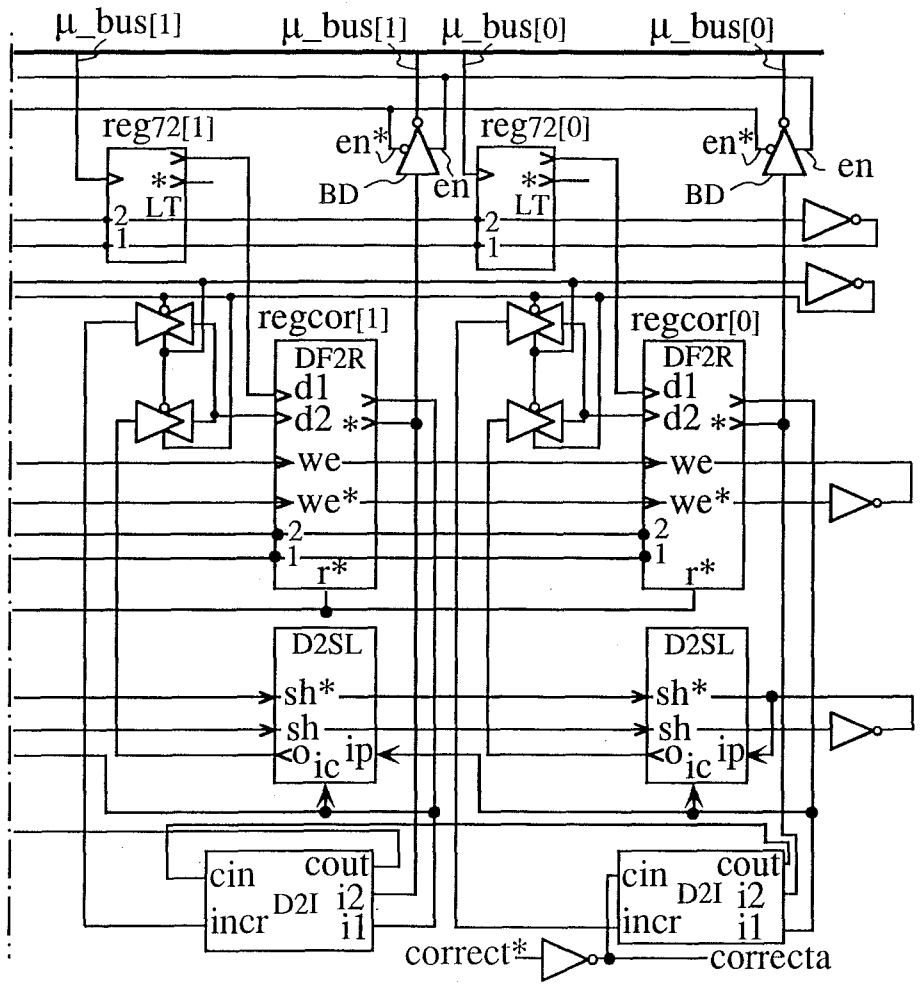 μ_bus[1] μ_bus[1] μ_bus[0] μ_bus[0]
reg72[1] en* en BD reg72[0] en* en BD
* *
LT LT
2 2
1 1
regcor[1] regcor[0]
DF2R DF2R
d1 d1
d2 * d2 *
we we
we* we*
2 2
1 1
r* r*
D2SL D2SL
sh* sh*
sh sh
o ic ip o ic ip
cin cout cin cout
D2I i2 D2I i2
incr i1 incr i1
correct* correcta